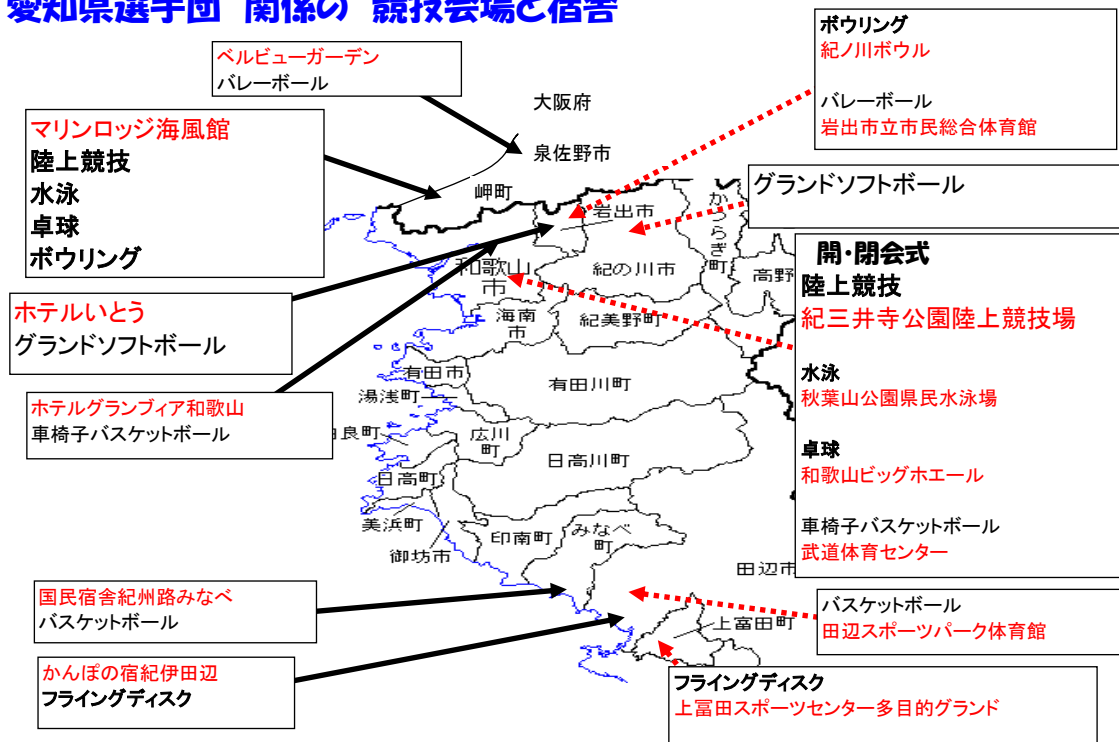 愛知県選手団 関係の 競技会場と宿舎
ベルビューガーデン
バレーボール
マリンロッジ海風館
陸上競技
水泳
卓球
ボウリング
ホテルいとう
グランドソフトボール
ホテルグランブィア和歌山
車椅子バスケットボール
国民宿舎紀州路みなべ
バスケットボール
かんぽの宿紀伊田辺
フライングディスク
大阪府
泉佐野市
岬町
岩出市
かつらぎ町
和歌山市
紀の川市
高野
海南市
紀美野町
有田市
有田川町
湯浅町
良町
広川町
日高川町
日高町
美浜町
御坊市
印南町
みなべ町
田辺市
上富田町
ボウリング
紀ノ川ボウル
バレーボール
岩出市立市民総合体育館
グランドソフトボール
開・閉会式
陸上競技
紀三井寺公園陸上競技場
水泳
秋葉山公園県民水泳場
卓球
和歌山ビッグホエール
車椅子バスケットボール
武道体育センター
バスケットボール
田辺スポーツパーク体育館
フライングディスク
上冨田スポーツセンター多目的グランド